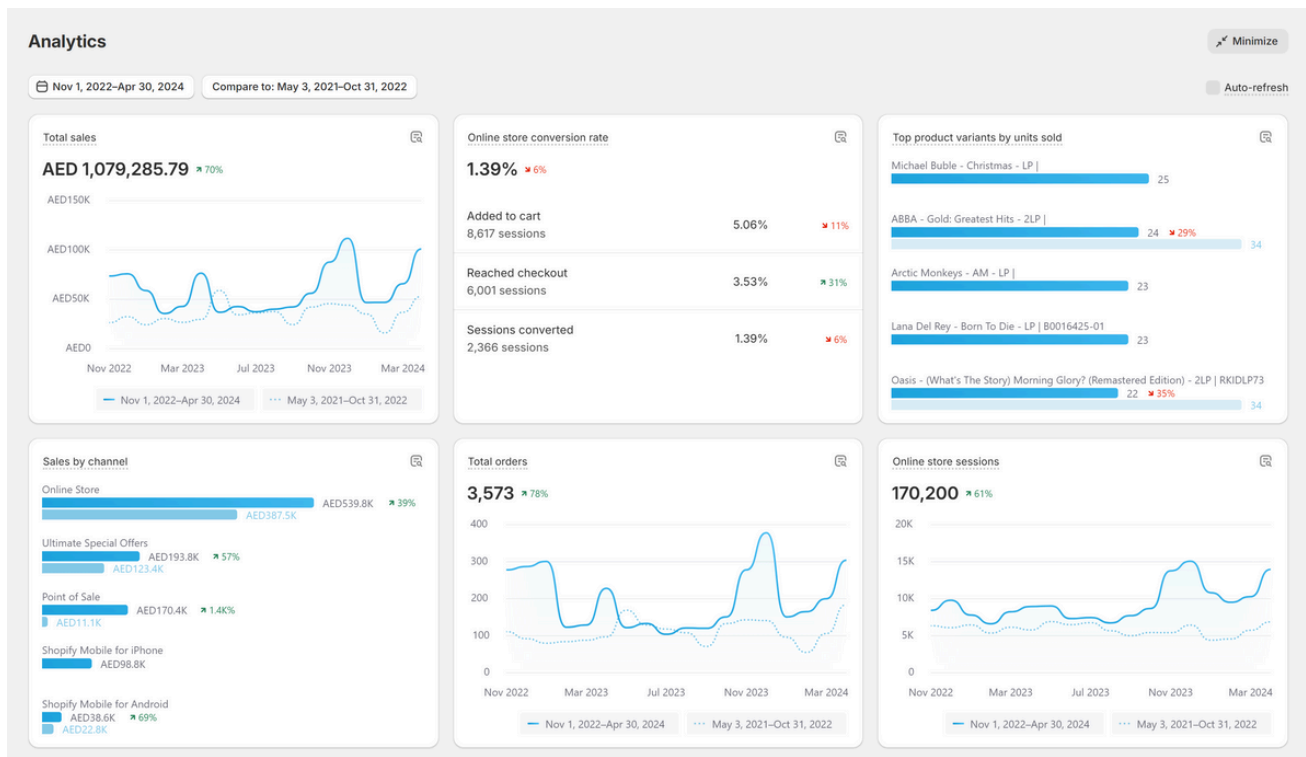 Analytics
Minimize
Nov 1, 2022–Apr 30, 2024
Compare to: May 3, 2021–Oct 31, 2022
Auto-refresh
Total sales
AED 1,079,285.79 70%
AED150K
AED100K
AED50K
AED0
Nov 2022 Mar 2023 Jul 2023 Nov 2023 Mar 2024
Nov 1, 2022–Apr 30, 2024 May 3, 2021–Oct 31, 2022
Online store conversion rate
1.39% 6%
Added to cart
8,617 sessions
5.06% 11%
Reached checkout
6,001 sessions
3.53% 31%
Sessions converted
2,366 sessions
1.39% 6%
Top product variants by units sold
Michael Buble - Christmas - LP |
25
ABBA - Gold: Greatest Hits - 2LP |
24 29%
34
Arctic Monkeys - AM - LP |
23
Lana Del Rey - Born To Die - LP | B0016425-01
23
Oasis - (What's The Story) Morning Glory? (Remastered Edition) - 2LP | RKIDLP73
22 35%
34
Sales by channel
Online Store
AED539.8K 39%
AED387.5K
Ultimate Special Offers
AED193.8K 57%
AED123.4K
Point of Sale
AED170.4K 1.4K%
AED11.1K
Shopify Mobile for iPhone
AED98.8K
Shopify Mobile for Android
AED38.6K 69%
AED22.8K
Total orders
3,573 78%
400
300
200
100
0
Nov 2022 Mar 2023 Jul 2023 Nov 2023 Mar 2024
Nov 1, 2022–Apr 30, 2024 May 3, 2021–Oct 31, 2022
Online store sessions
170,200 61%
20K
15K
10K
5K
0
Nov 2022 Mar 2023 Jul 2023 Nov 2023 Mar 2024
Nov 1, 2022–Apr 30, 2024 May 3, 2021–Oct 31, 2022